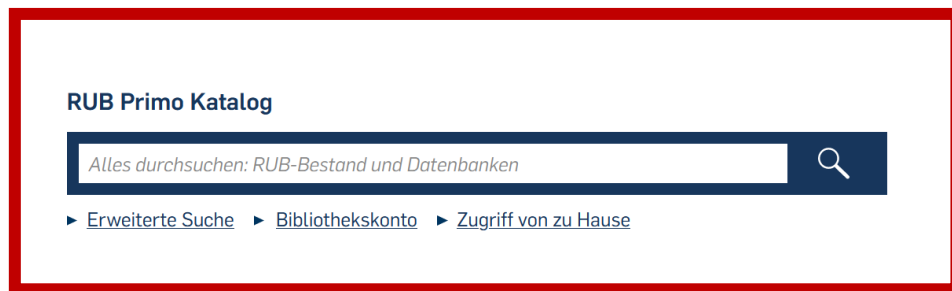 RUB Primo Katalog
Alles durchsuchen: RUB-Bestand und Datenbanken
► Erweiterte Suche ► Bibliothekskonto ► Zugriff von zu Hause